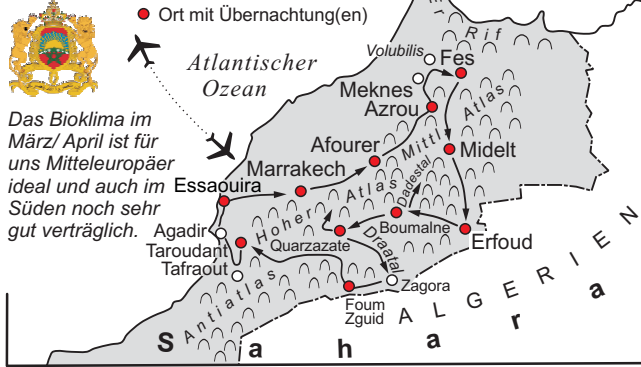 Ort mit Übernachtung(en)
Atlantischer
Ozean
Das Bioklima im
März/ April ist für
uns Mitteleuropäer
ideal und auch im
Süden noch sehr
gut verträglich.
Rif
Volubilis
Fes
Meknes
Azrou
Mittl Atlas
Afourer
Midelt
Marrakech
Essaouira
Hoher Atlas
Dadestal
Agadir
Taroudant
Tafraout
Boumalne
Quarzazate
Erfoud
Draatal
Zagora
Foum
Zguid
Antiatlas
ALGERIEN
Sahara